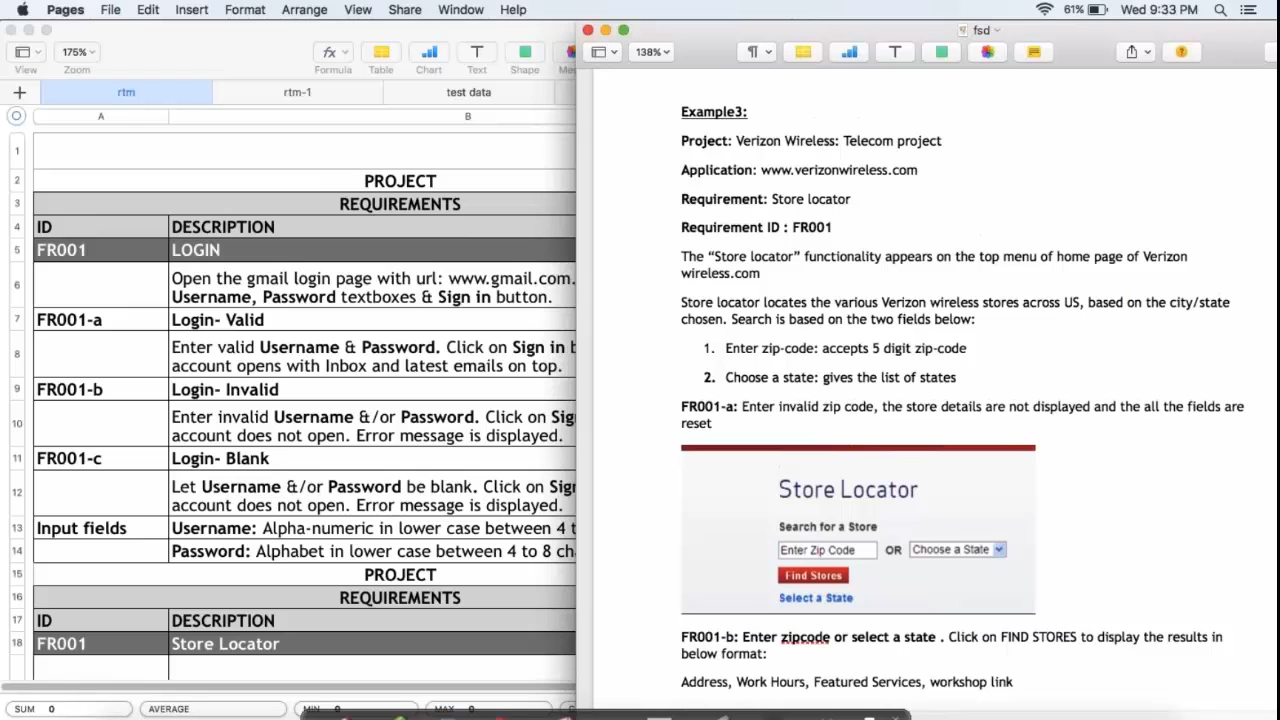 Pages File Edit Insert Format Arrange View Share Window Help 61% Wed 9:33 PM
175%
View Zoom Formula Table Chart Text Shape
rtm rtm-1 test data
A B
1
2 PROJECT
3 REQUIREMENTS
4 ID DESCRIPTION
5 FR001 LOGIN
6 Open the gmail login page with url: www.gmail.com.
Username, Password textboxes & Sign in button.
7 FR001-a Login- Valid
8 Enter valid Username & Password. Click on Sign in
account opens with Inbox and latest emails on top.
9 FR001-b Login- Invalid
10 Enter invalid Username &/or Password. Click on
account does not open. Error message is displayed.
11 FR001-c Login- Blank
12 Let Username &/or Password be blank. Click on
account does not open. Error message is displayed.
13 Input fields Username: Alpha-numeric in lower case between 4
14 Password: Alphabet in lower case between 4 to 8
15 PROJECT
16 REQUIREMENTS
17 ID DESCRIPTION
18 FR001 Store Locator
SUM 0 AVERAGE MIN 0 MAX 0
fsd
138%
Example3:
Project: Verizon Wireless: Telecom project
Application: www.verizonwireless.com
Requirement: Store locator
Requirement ID : FR001
The “Store locator” functionality appears on the top menu of home page of Verizon
wireless.com
Store locator locates the various Verizon wireless stores across US, based on the city/state
chosen. Search is based on the two fields below:
1. Enter zip-code: accepts 5 digit zip-code
2. Choose a state: gives the list of states
FR001-a: Enter invalid zip code, the store details are not displayed and the all the fields are
reset
Store Locator
Search for a Store
Enter Zip Code OR Choose a State
Find Stores
Select a State
FR001-b: Enter zipcode or select a state . Click on FIND STORES to display the results in
below format:
Address, Work Hours, Featured Services, workshop link